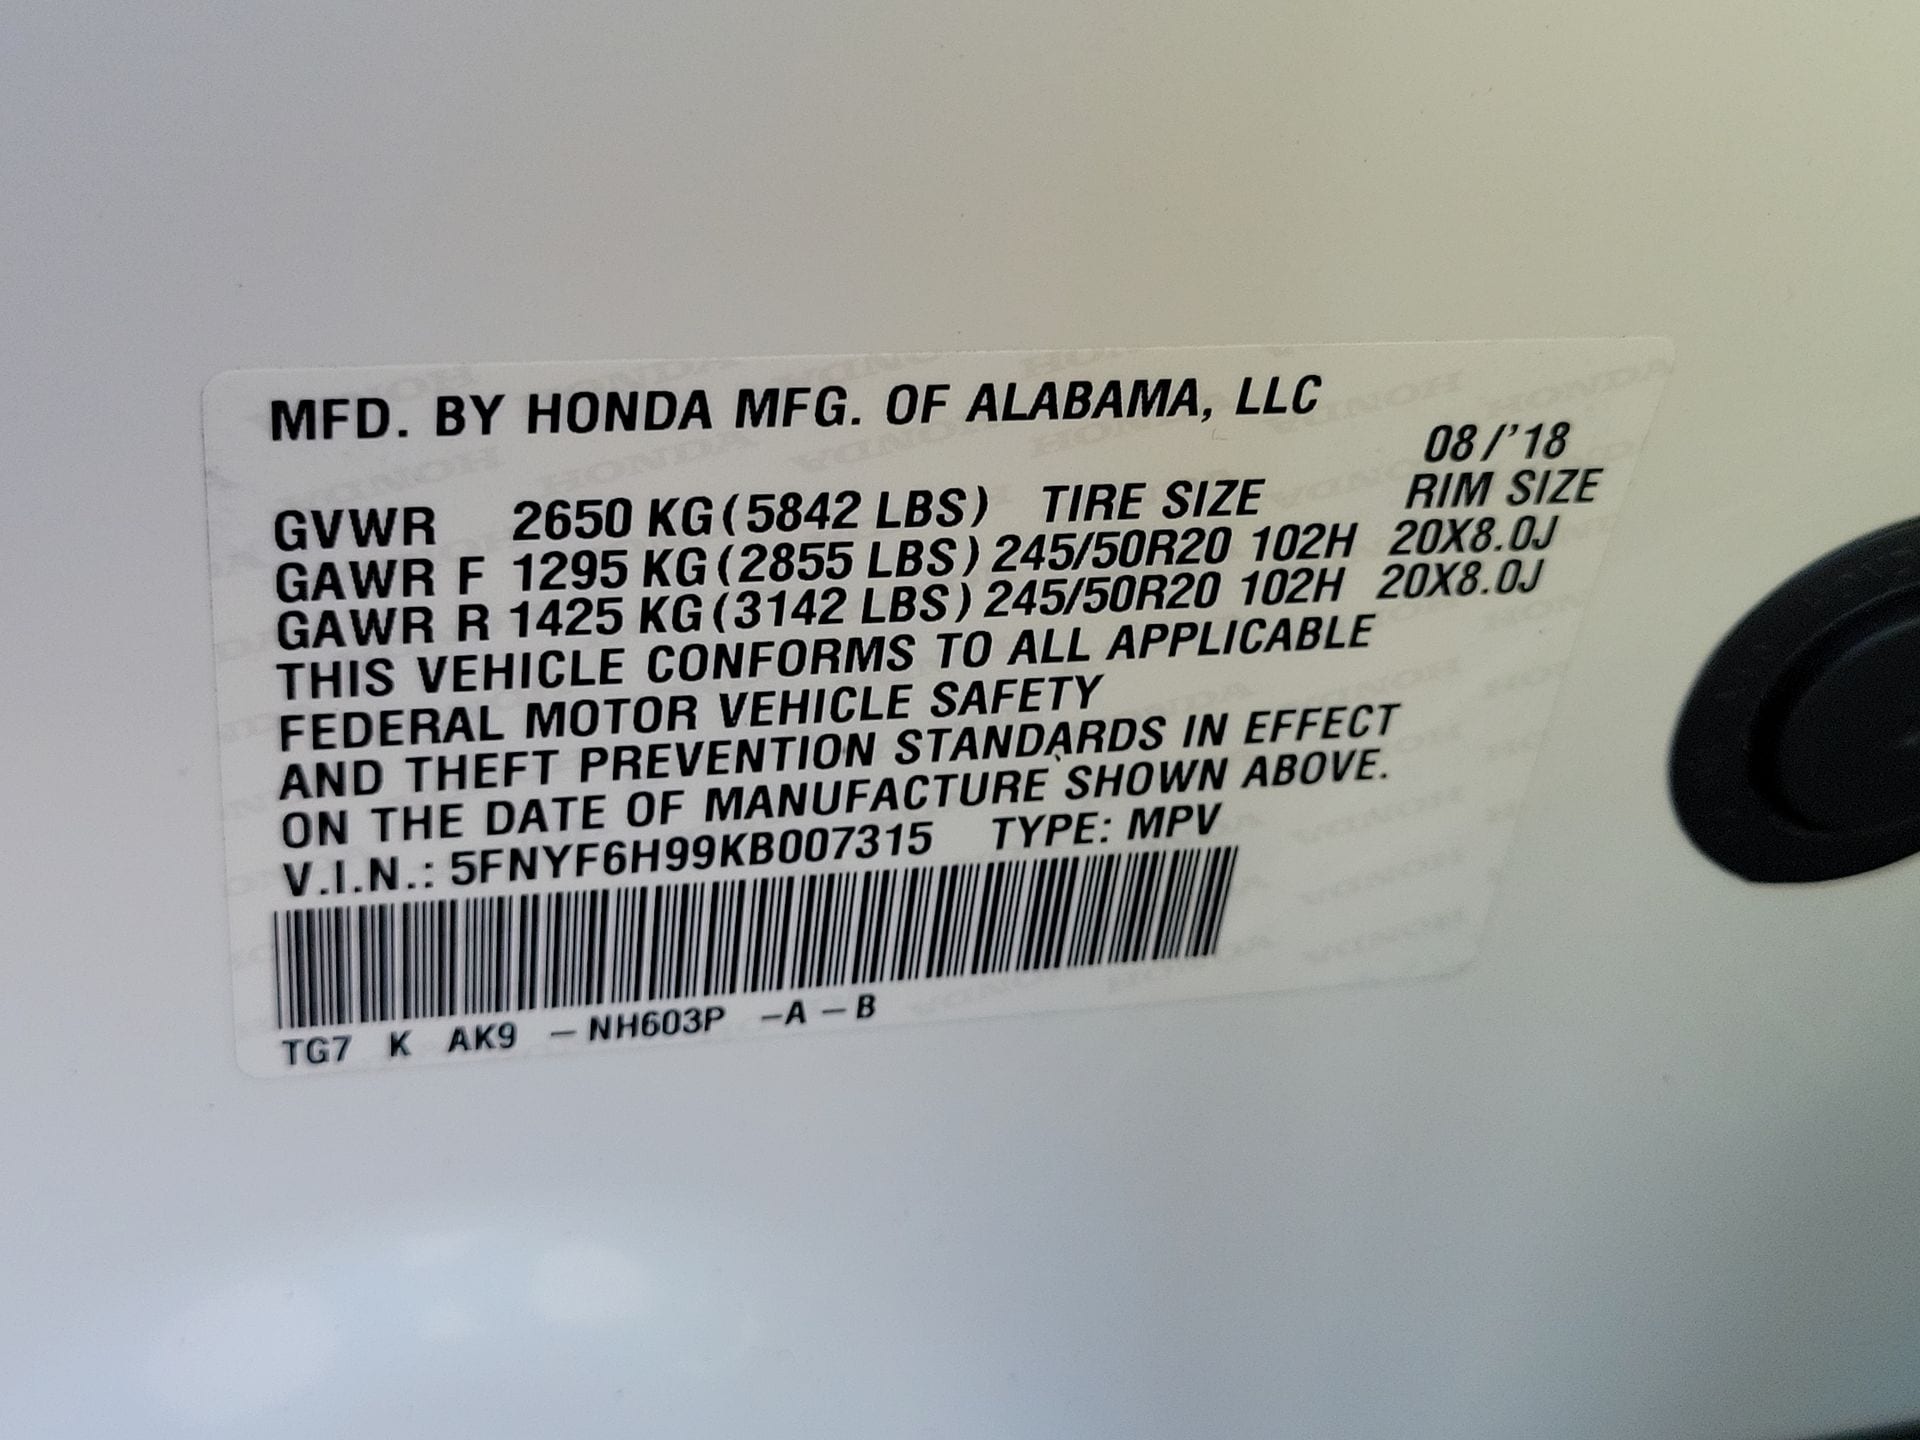 MFD. BY HONDA MFG. OF ALABAMA, LLC
08/'18
GVWR 2650 KG(5842 LBS) TIRE SIZE RIM SIZE
GAWR F 1295 KG(2855 LBS) 245/50R20 102H 20X8.0J
GAWR R 1425 KG(3142 LBS) 245/50R20 102H 20X8.0J
THIS VEHICLE CONFORMS TO ALL APPLICABLE
FEDERAL MOTOR VEHICLE SAFETY
AND THEFT PREVENTION STANDARDS IN EFFECT
ON THE DATE OF MANUFACTURE SHOWN ABOVE.
V.I.N.: 5FNYF6H99KB007315 TYPE: MPV
TG7 K AK9 –NH603P –A–B